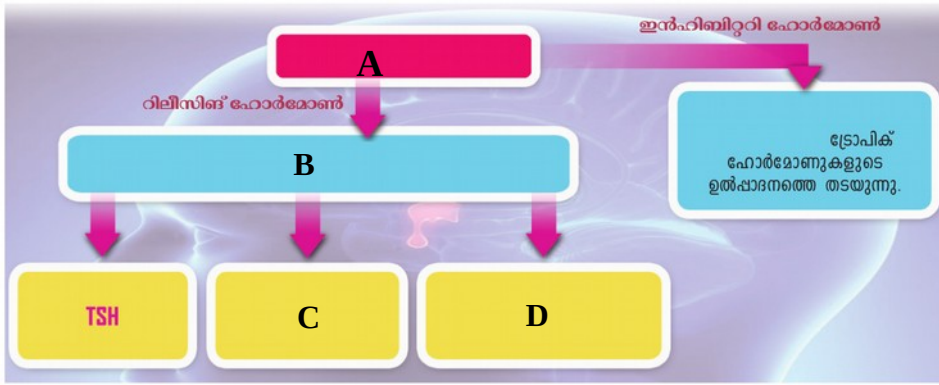 ഇൻഹിബിറ്ററി ഹോർമോൺ
A
റിലീസിങ് ഹോർമോൺ
B
ട്രോപിക്
ഹോർമോണുകളുടെ
ഉൽപ്പാദനത്തെ തടയുന്നു.
TSH
C
D